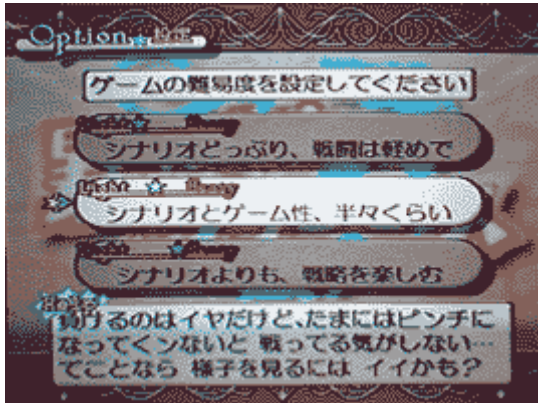 Option
設定
ゲームの難易度を設定してください
シナリオどっぷり、戦闘は軽めで
シナリオとゲーム性、半々くらい
シナリオよりも、戦略を楽しむ
負けるのはイヤだけど、たまにはピンチに
なってくンないと 戦ってる気がしない…
てことなら 様子を見るには イイかも?